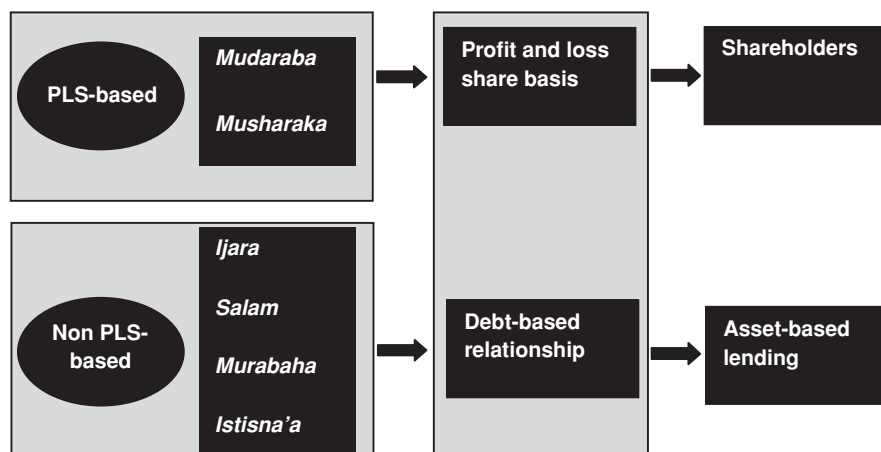 PLS-based
Mudaraba
Musharaka
Profit and loss
share basis
Shareholders
Non PLS-
based
Ijara
Salam
Murabaha
Istisna’a
Debt-based
relationship
Asset-based
lending